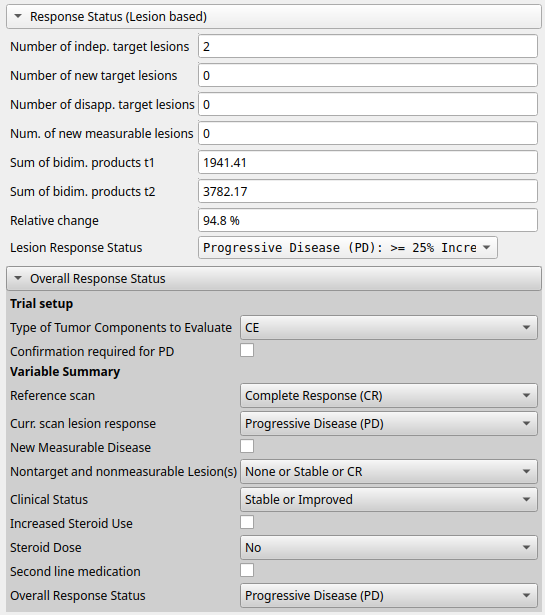 Response Status (Lesion based)
Number of indep. target lesions 2
Number of new target lesions 0
Number of disapp. target lesions 0
Num. of new measurable lesions 0
Sum of bidim. products t1 1941.41
Sum of bidim. products t2 3782.17
Relative change 94.8 %
Lesion Response Status Progressive Disease (PD): >= 25% Incre
Overall Response Status
Trial setup
Type of Tumor Components to Evaluate CE
Confirmation required for PD
Variable Summary
Reference scan Complete Response (CR)
Curr. scan lesion response Progressive Disease (PD)
New Measurable Disease
Nontarget and nonmeasurable Lesion(s) None or Stable or CR
Clinical Status Stable or Improved
Increased Steroid Use
Steroid Dose No
Second line medication
Overall Response Status Progressive Disease (PD)